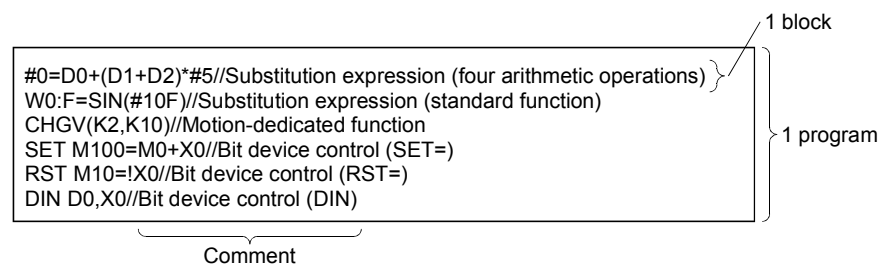 1 block
#0=D0+(D1+D2)*#5//Substitution expression (four arithmetic operations)
W0:F=SIN(#10F)//Substitution expression (standard function)
CHGV(K2,K10)//Motion-dedicated function
SET M100=M0+X0//Bit device control (SET=)
1 program
RST M10=!X0//Bit device control (RST=)
DIN D0,X0//Bit device control (DIN)
Comment